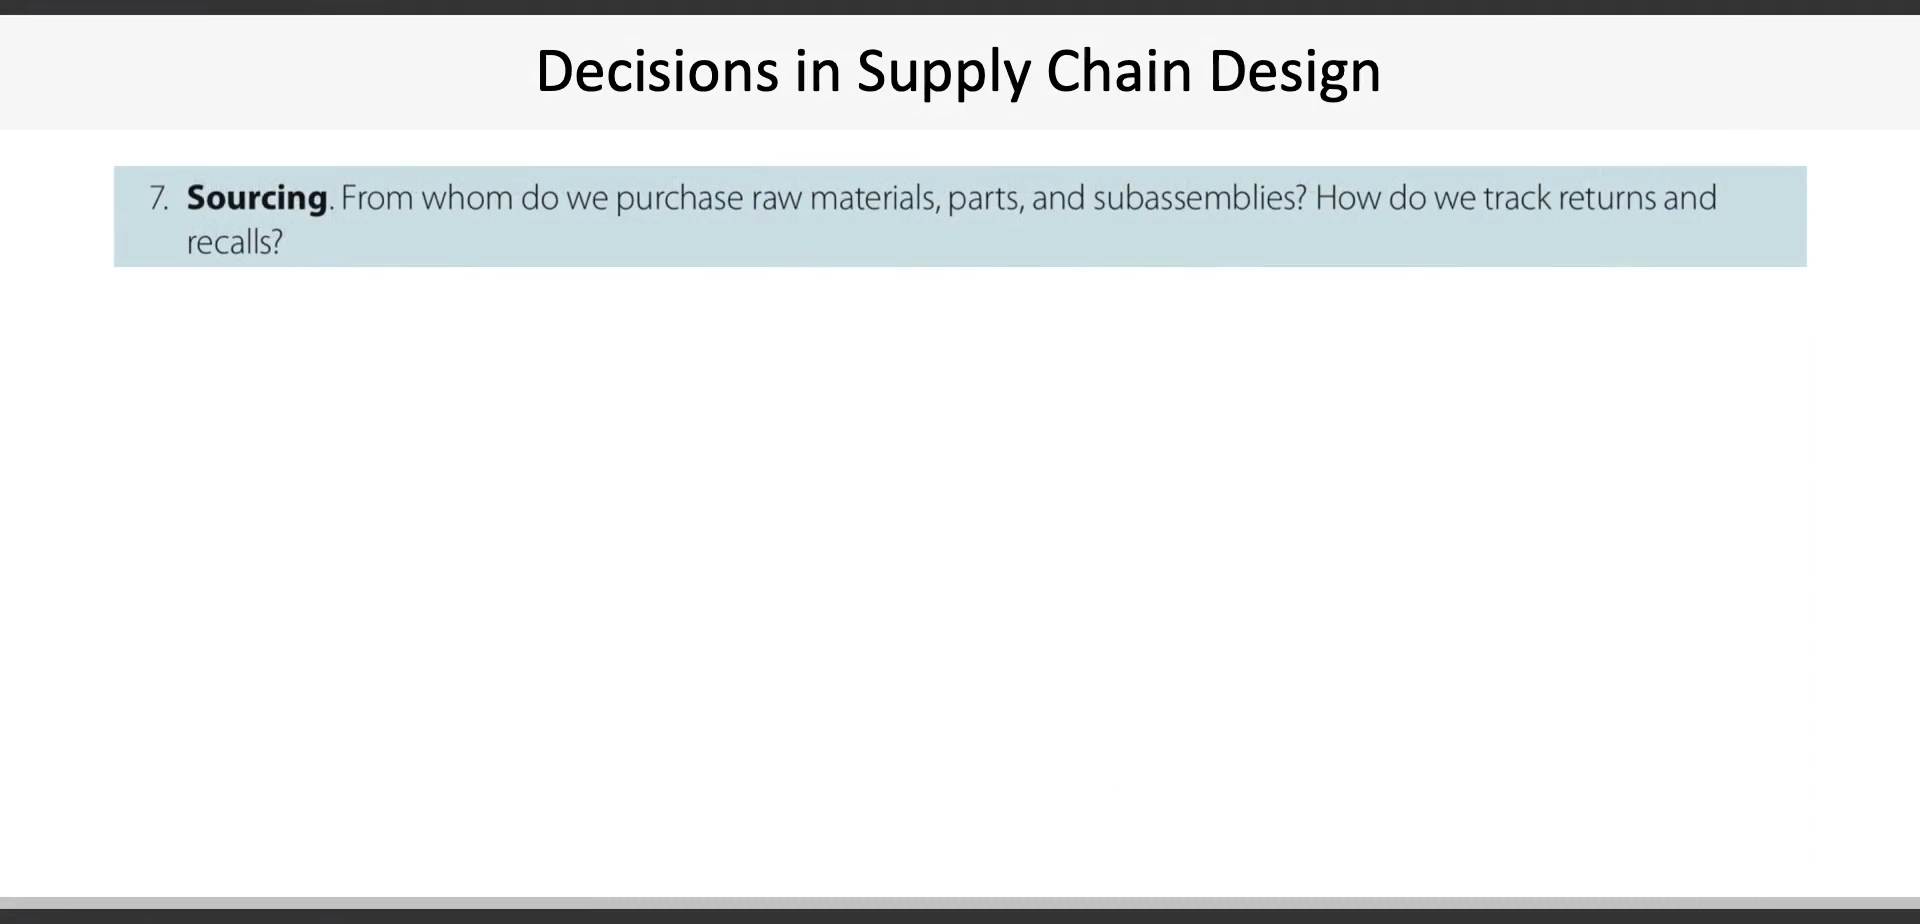 Decisions in Supply Chain Design
7. Sourcing. From whom do we purchase raw materials, parts, and subassemblies? How do we track returns and
recalls?